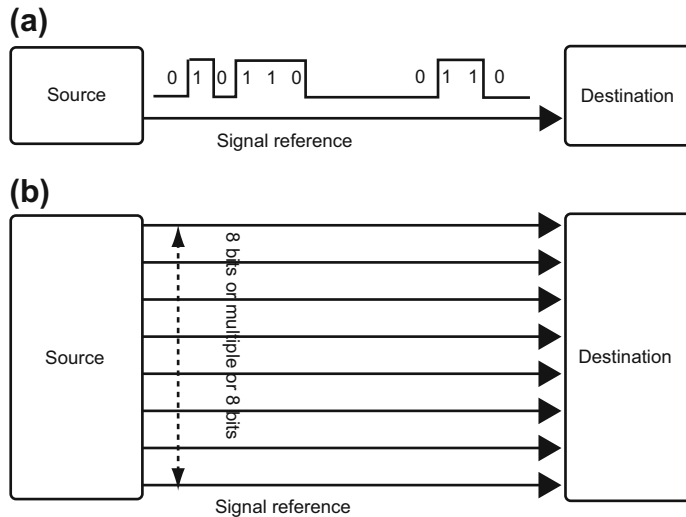 (a)
0 1 0 1 1 0 0 1 1 0
Source
Destination
Signal reference
(b)
8 bits or multiple or 8 bits
Source
Destination
Signal reference